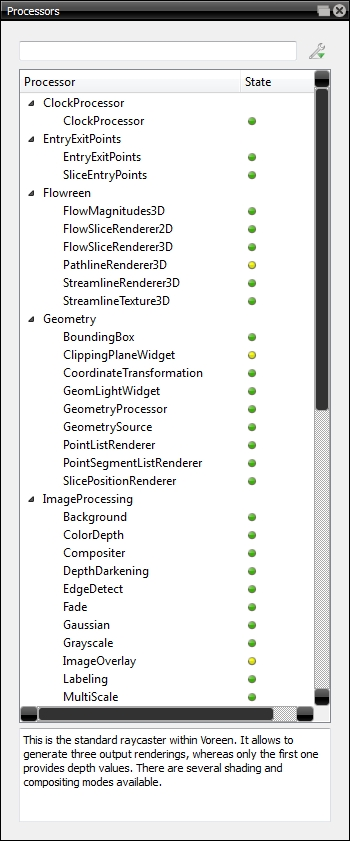 Processors
Processor State
ClockProcessor
ClockProcessor
EntryExitPoints
EntryExitPoints
SliceEntryPoints
Flowreen
FlowMagnitudes3D
FlowSliceRenderer2D
FlowSliceRenderer3D
PathlineRenderer3D
StreamlineRenderer3D
StreamlineTexture3D
Geometry
BoundingBox
ClippingPlaneWidget
CoordinateTransformation
GeomLightWidget
GeometryProcessor
GeometrySource
PointListRenderer
PointSegmentListRenderer
SlicePositionRenderer
ImageProcessing
Background
ColorDepth
Compositer
DepthDarkening
EdgeDetect
Fade
Gaussian
Grayscale
ImageOverlay
Labeling
MultiScale
This is the standard raycaster within Voreen. It allows to
generate three output renderings, whereas only the first one
provides depth values. There are several shading and
compositing modes available.